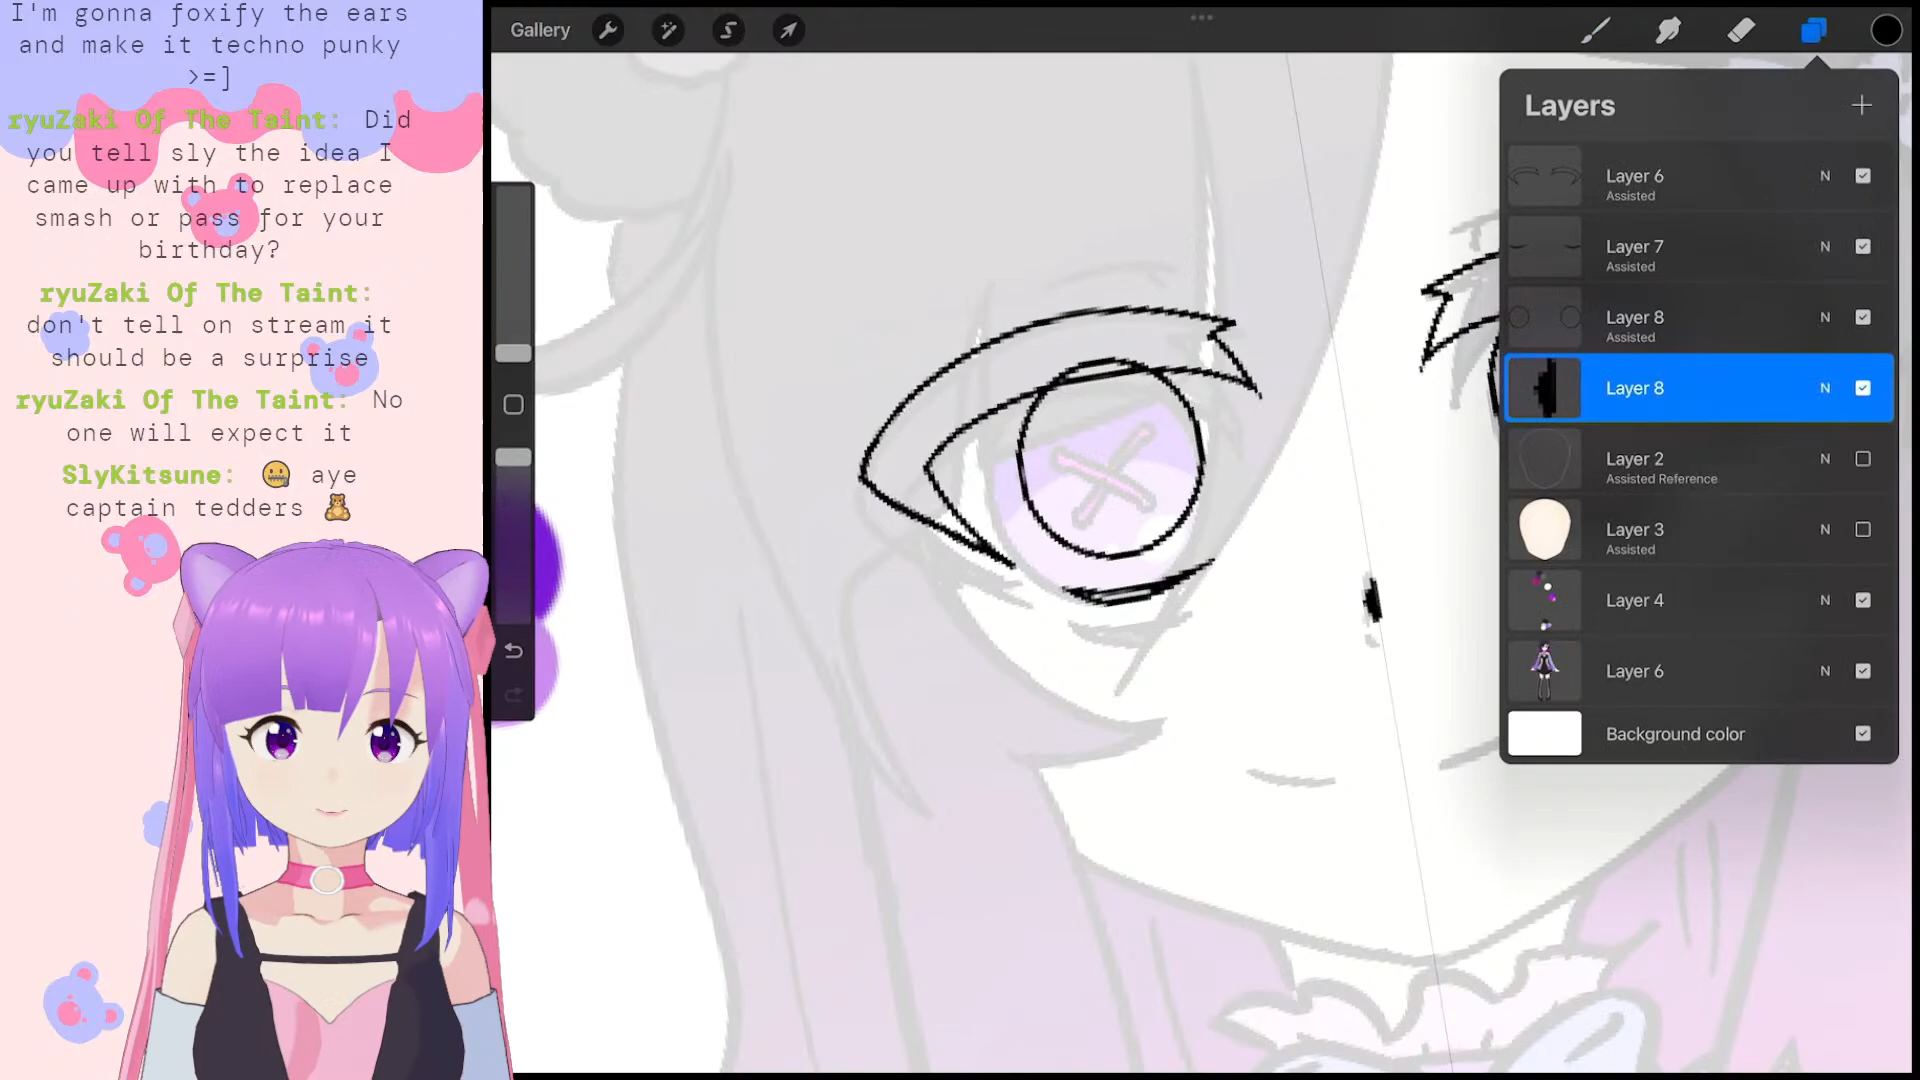 I'm gonna foxify the ears
and make it techno punky
>=]
ryuZaki Of The Taint: Did
you tell sly the idea I
came up with to replace
smash or pass for your
birthday?
ryuZaki Of The Taint:
don't tell on stream it
should be a surprise
ryuZaki Of The Taint: No
one will expect it
SlyKitsune: 🤐 aye
captain tedders 🧸
Gallery
Layers
Layer 6 N
Assisted
Layer 7 N
Assisted
Layer 8 N
Assisted
Layer 8 N
Layer 2 N
Assisted Reference
Layer 3 N
Assisted
Layer 4 N
Layer 6 N
Background color